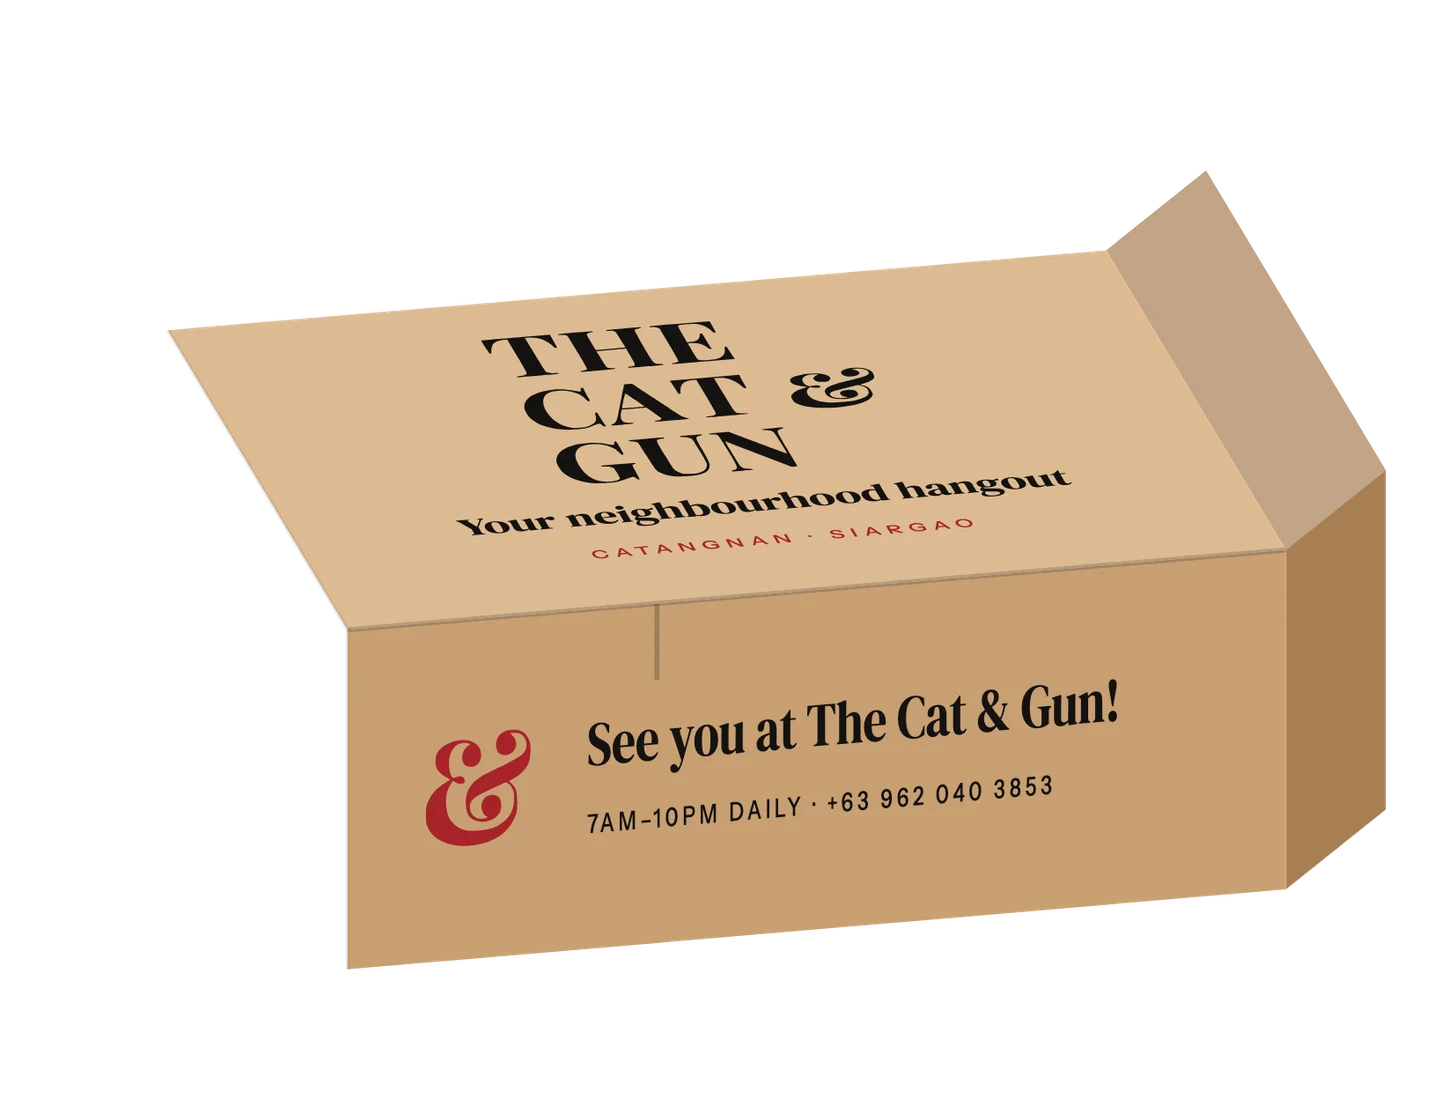 THE
CAT &
GUN
Your neighbourhood hangout
CATANGNAN · SIARGAO
&
See you at The Cat & Gun!
7AM–10PM DAILY · +63 962 040 3853